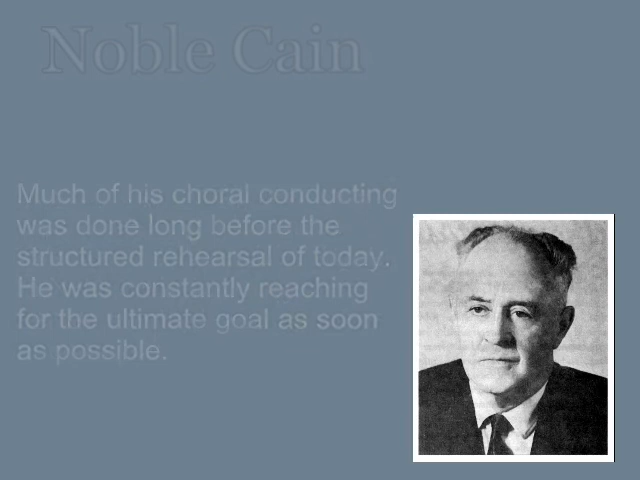 Noble Cain
Much of his choral conducting
was done long before the
structured rehearsal of today.
He was constantly reaching
for the ultimate goal as soon
as possible.